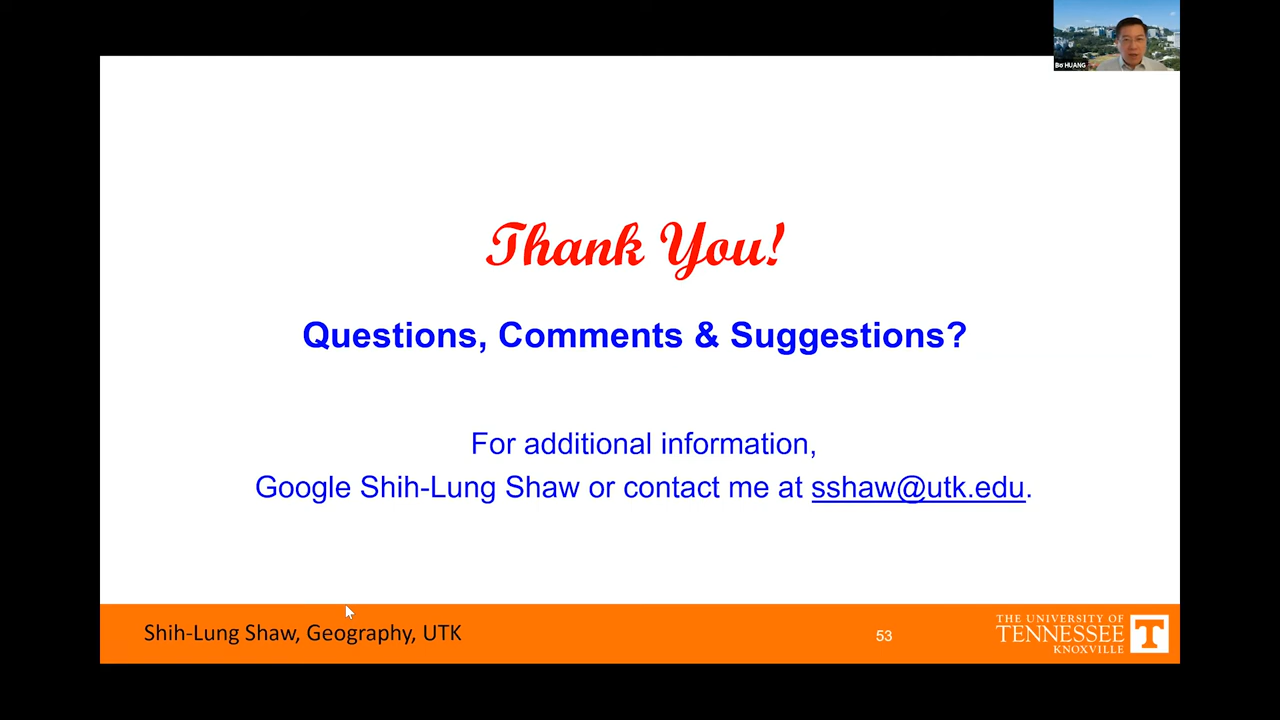 Bo HUANG
Thank You!
Questions, Comments & Suggestions?
For additional information,
Google Shih-Lung Shaw or contact me at sshaw@utk.edu.
Shih-Lung Shaw, Geography, UTK
53
THE UNIVERSITY OF
TENNESSEE
KNOXVILLE
T